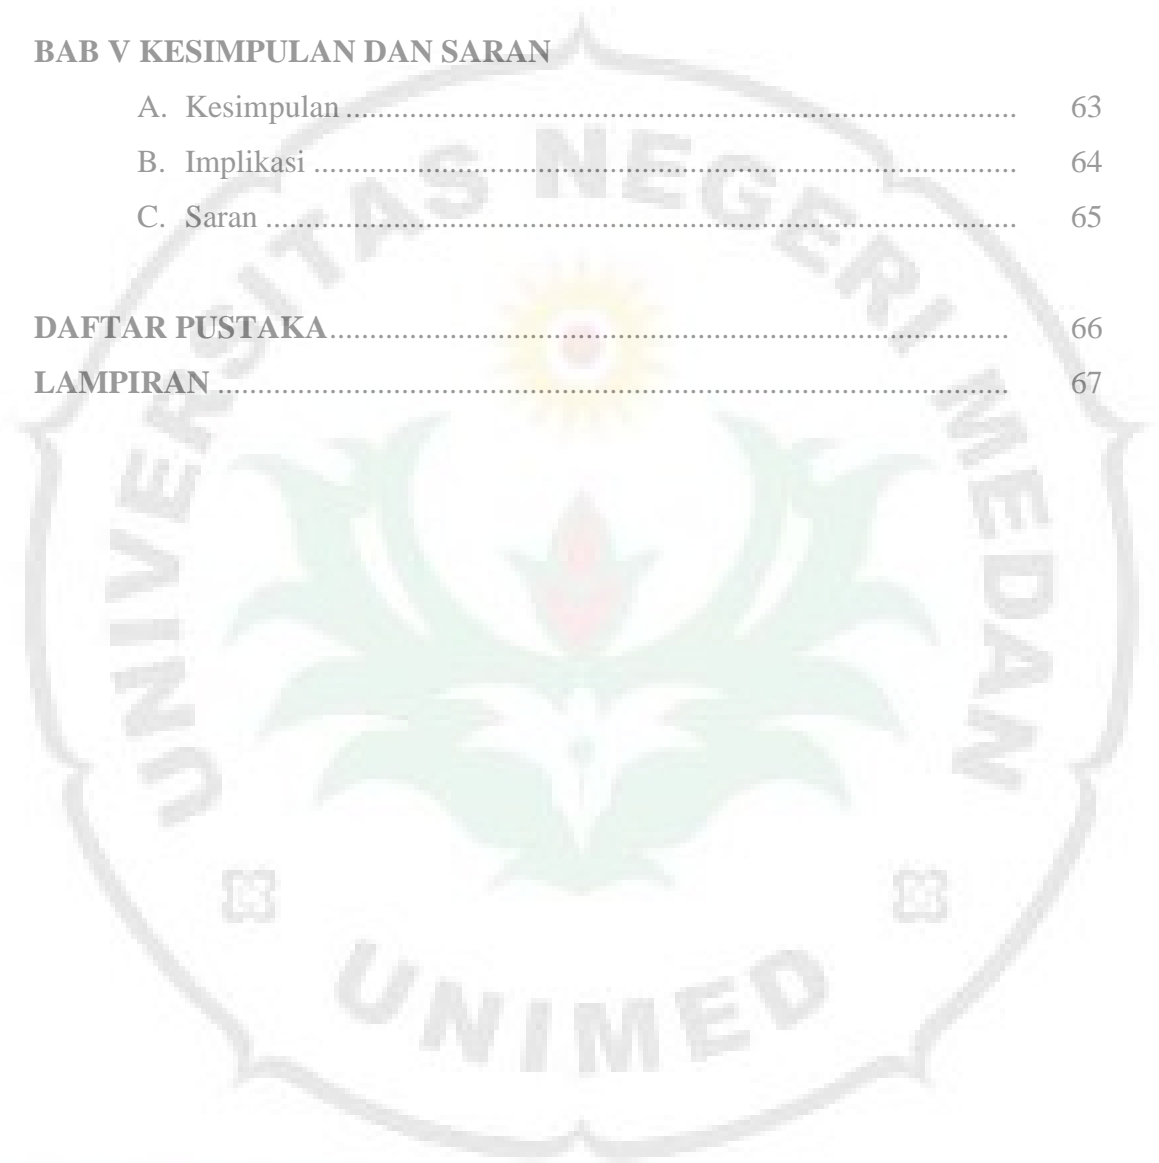 BAB V KESIMPULAN DAN SARAN
A. Kesimpulan ................................................................................... 63
B. Implikasi ....................................................................................... 64
C. Saran ............................................................................................. 65
DAFTAR PUSTAKA.................................................................................... 66
LAMPIRAN .................................................................................................. 67
UNIVERSITAS NEGERI MEDAN
UNIMED